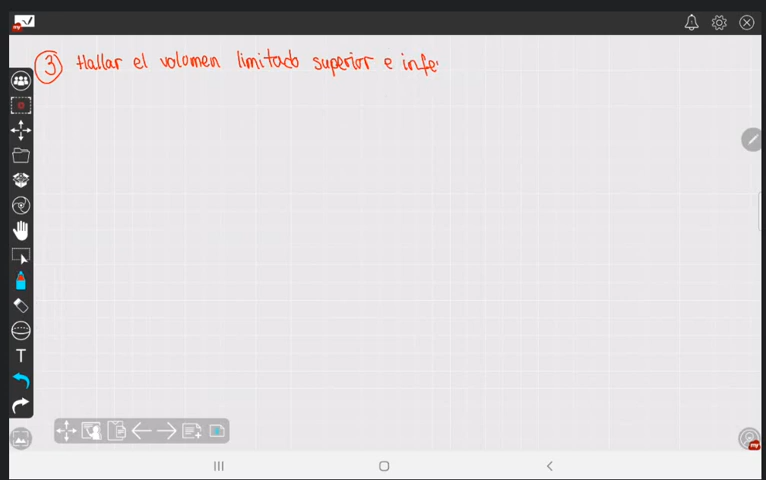 ③ Hallar el volumen limitado superior e infe
T